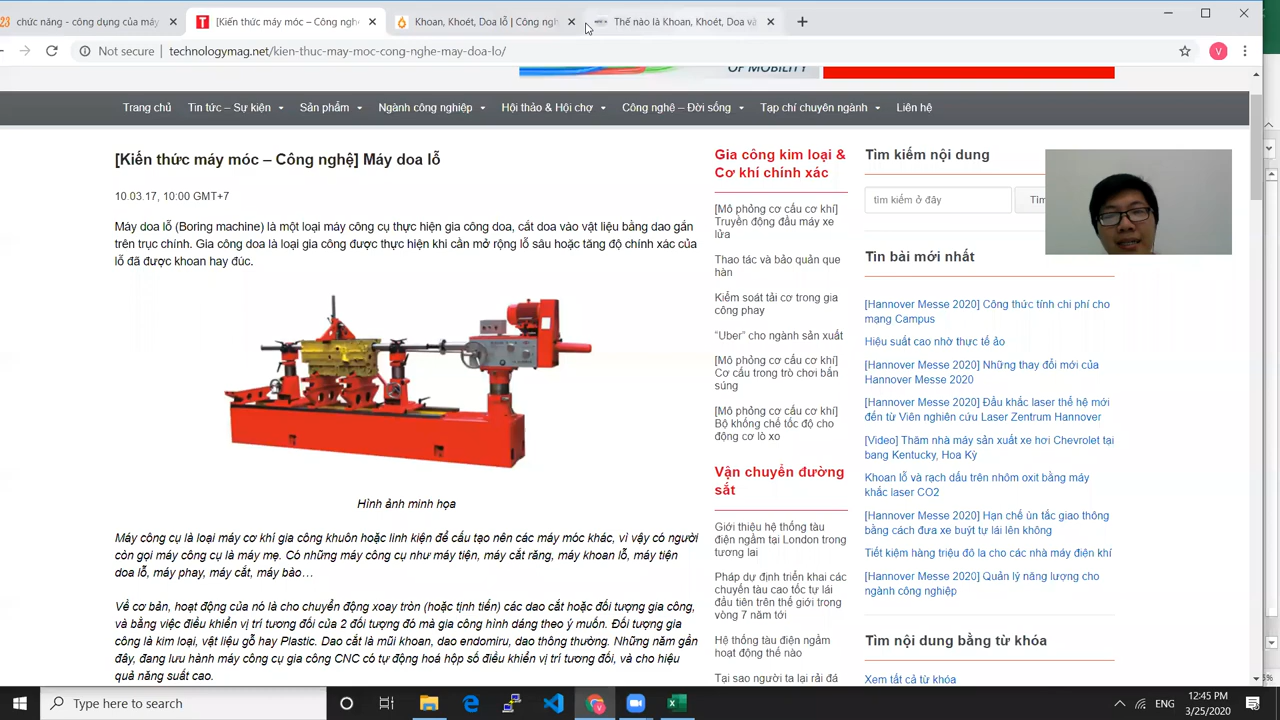 chức năng - công dụng của máy
[Kiến thức máy móc – Công nghệ
Khoan, Khoét, Doa lỗ | Công ngh
Thế nào là Khoan, Khoét, Doa và
Not secure | technologymag.net/kien-thuc-may-moc-cong-nghe-may-doa-lo/
V
OF MOBILITY
Trang chủ Tin tức – Sự kiện Sản phẩm Ngành công nghiệp Hội thảo & Hội chợ Công nghệ – Đời sống Tạp chí chuyên ngành Liên hệ
[Kiến thức máy móc – Công nghệ] Máy doa lỗ
10.03.17, 10:00 GMT+7
Máy doa lỗ (Boring machine) là một loại máy công cụ thực hiện gia công doa, cắt doa vào vật liệu bằng dao gắn
trên trục chính. Gia công doa là loại gia công được thực hiện khi cần mở rộng lỗ sâu hoặc tăng độ chính xác của
lỗ đã được khoan hay đúc.
Hình ảnh minh họa
Máy công cụ là loại máy cơ khí gia công khuôn hoặc linh kiện để cấu tạo nên các máy móc khác, vì vậy có người
còn gọi máy công cụ là máy mẹ. Có những máy công cụ như máy tiện, máy cắt răng, máy khoan lỗ, máy tiện
doa lỗ, máy phay, máy cắt, máy bào…
Về cơ bản, hoạt động của nó là cho chuyển động xoay tròn (hoặc tịnh tiến) các dao cắt hoặc đối tượng gia công,
và bằng việc điều khiển vị trí tương đối của 2 đối tượng đó mà gia công hình dáng theo ý muốn. Đối tượng gia
công là kim loại, vật liệu gỗ hay Plastic. Dao cắt là mũi khoan, dao endomiru, dao thông thường. Những năm gần
đây, đang lưu hành máy công cụ gia công CNC có tự động hoá hộp số điều khiển vị trí tương đối, và cho hiệu
quả năng suất cao.
Gia công kim loại &
Cơ khí chính xác
[Mô phỏng cơ cấu cơ khí]
Truyền động đầu máy xe
lửa
Thao tác và bảo quản que
hàn
Kiểm soát tải cơ trong gia
công phay
“Uber” cho ngành sản xuất
[Mô phỏng cơ cấu cơ khí]
Cơ cấu trong trò chơi bắn
súng
[Mô phỏng cơ cấu cơ khí]
Bộ khống chế tốc độ cho
động cơ lò xo
Vận chuyển đường
sắt
Giới thiệu hệ thống tàu
điện ngầm tại London trong
tương lai
Pháp dự định triển khai các
chuyến tàu cao tốc tự lái
đầu tiên trên thế giới trong
vòng 7 năm tới
Hệ thống tàu điện ngầm
hoạt động thế nào
Tại sao người ta lại rải đá
Tìm kiếm nội dung
tìm kiếm ở đây
Tìm
Tin bài mới nhất
[Hannover Messe 2020] Công thức tính chi phí cho
mạng Campus
Hiệu suất cao nhờ thực tế ảo
[Hannover Messe 2020] Những thay đổi mới của
Hannover Messe 2020
[Hannover Messe 2020] Đầu khắc laser thế hệ mới
đến từ Viện nghiên cứu Laser Zentrum Hannover
[Video] Thăm nhà máy sản xuất xe hơi Chevrolet tại
bang Kentucky, Hoa Kỳ
Khoan lỗ và rạch dấu trên nhôm oxit bằng máy
khắc laser CO2
[Hannover Messe 2020] Hạn chế ùn tắc giao thông
bằng cách đưa xe buýt tự lái lên không
Tiết kiệm hàng triệu đô la cho các nhà máy điện khí
[Hannover Messe 2020] Quản lý năng lượng cho
ngành công nghiệp
Tìm nội dung bằng từ khóa
Xem tất cả từ khóa
Type here to search
ENG
12:45 PM
3/25/2020